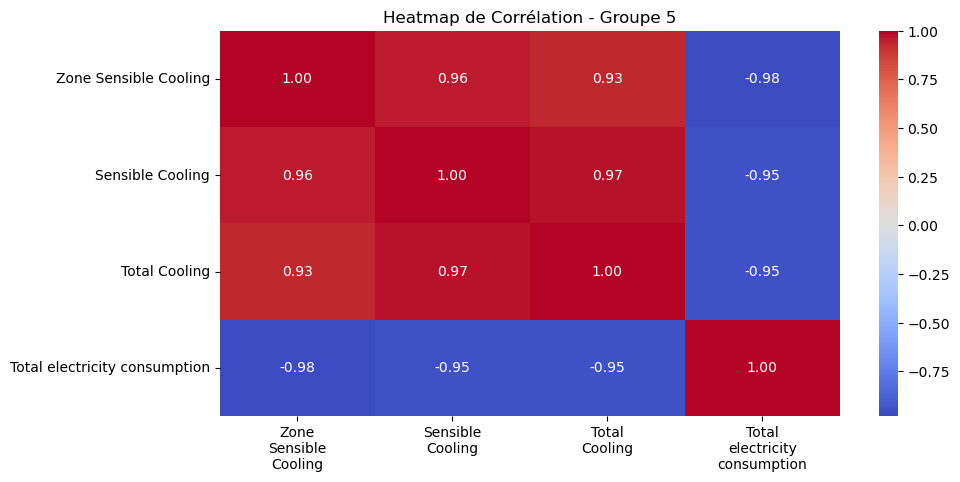 Heatmap de Corrélation - Groupe 5
Zone Sensible Cooling
1.00 0.96 0.93 -0.98
Sensible Cooling
0.96 1.00 0.97 -0.95
Total Cooling
0.93 0.97 1.00 -0.95
Total electricity consumption
-0.98 -0.95 -0.95 1.00
Zone
Sensible
Cooling
Sensible
Cooling
Total
Cooling
Total
electricity
consumption
1.00
0.75
0.50
0.25
0.00
−0.25
−0.50
−0.75